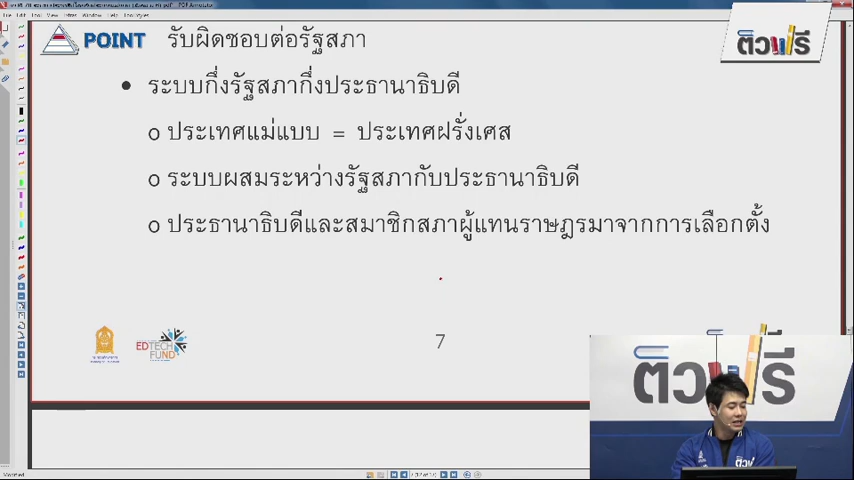 POINT
รับผิดชอบต่อรัฐสภา
ติวฟรี
• ระบบกึ่งรัฐสภากึ่งประธานาธิบดี
o ประเทศแม่แบบ = ประเทศฝรั่งเศส
o ระบบผสมระหว่างรัฐสภากับประธานาธิบดี
o ประธานาธิบดีและสมาชิกสภาผู้แทนราษฎรมาจากการเลือกตั้ง
EDTECH
FUND
7
ติวฟรี
Modified